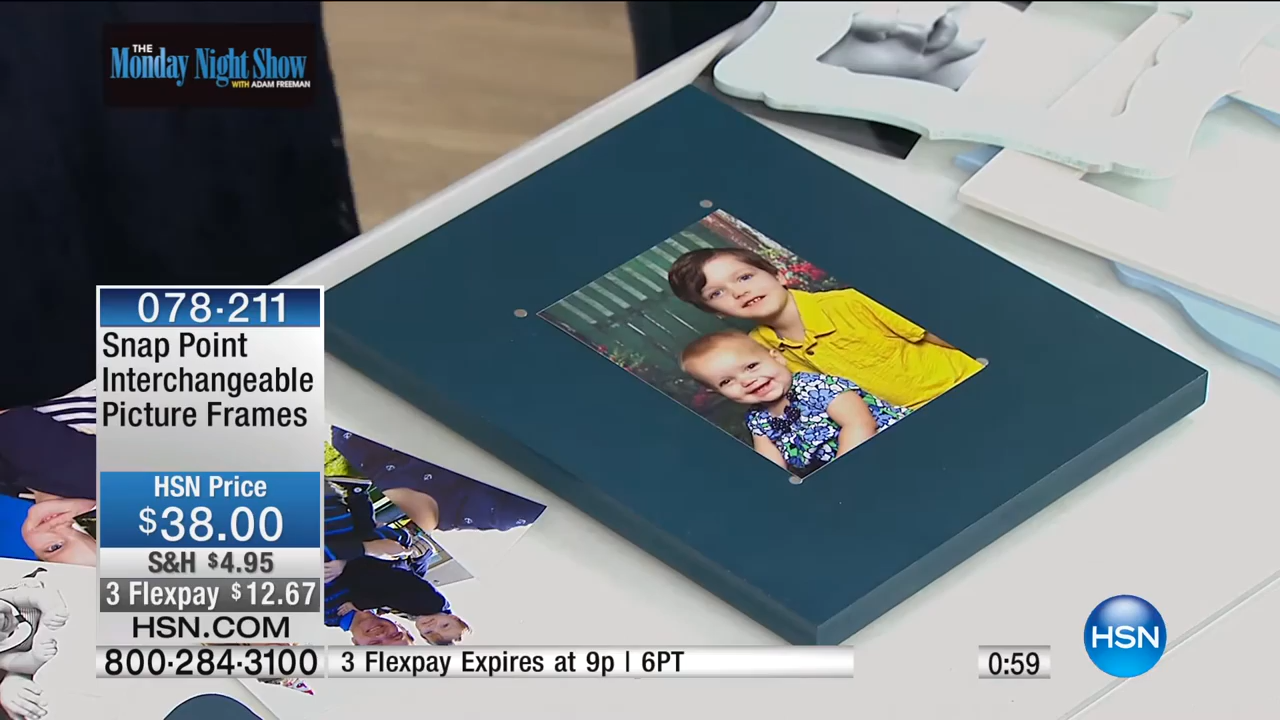 THE
Monday Night Show
WITH ADAM FREEMAN
078-211
Snap Point
Interchangeable
Picture Frames
HSN Price
$38.00
S&H $4.95
3 Flexpay $12.67
HSN.COM
800·284·3100
3 Flexpay Expires at 9p | 6PT
0:59
HSN